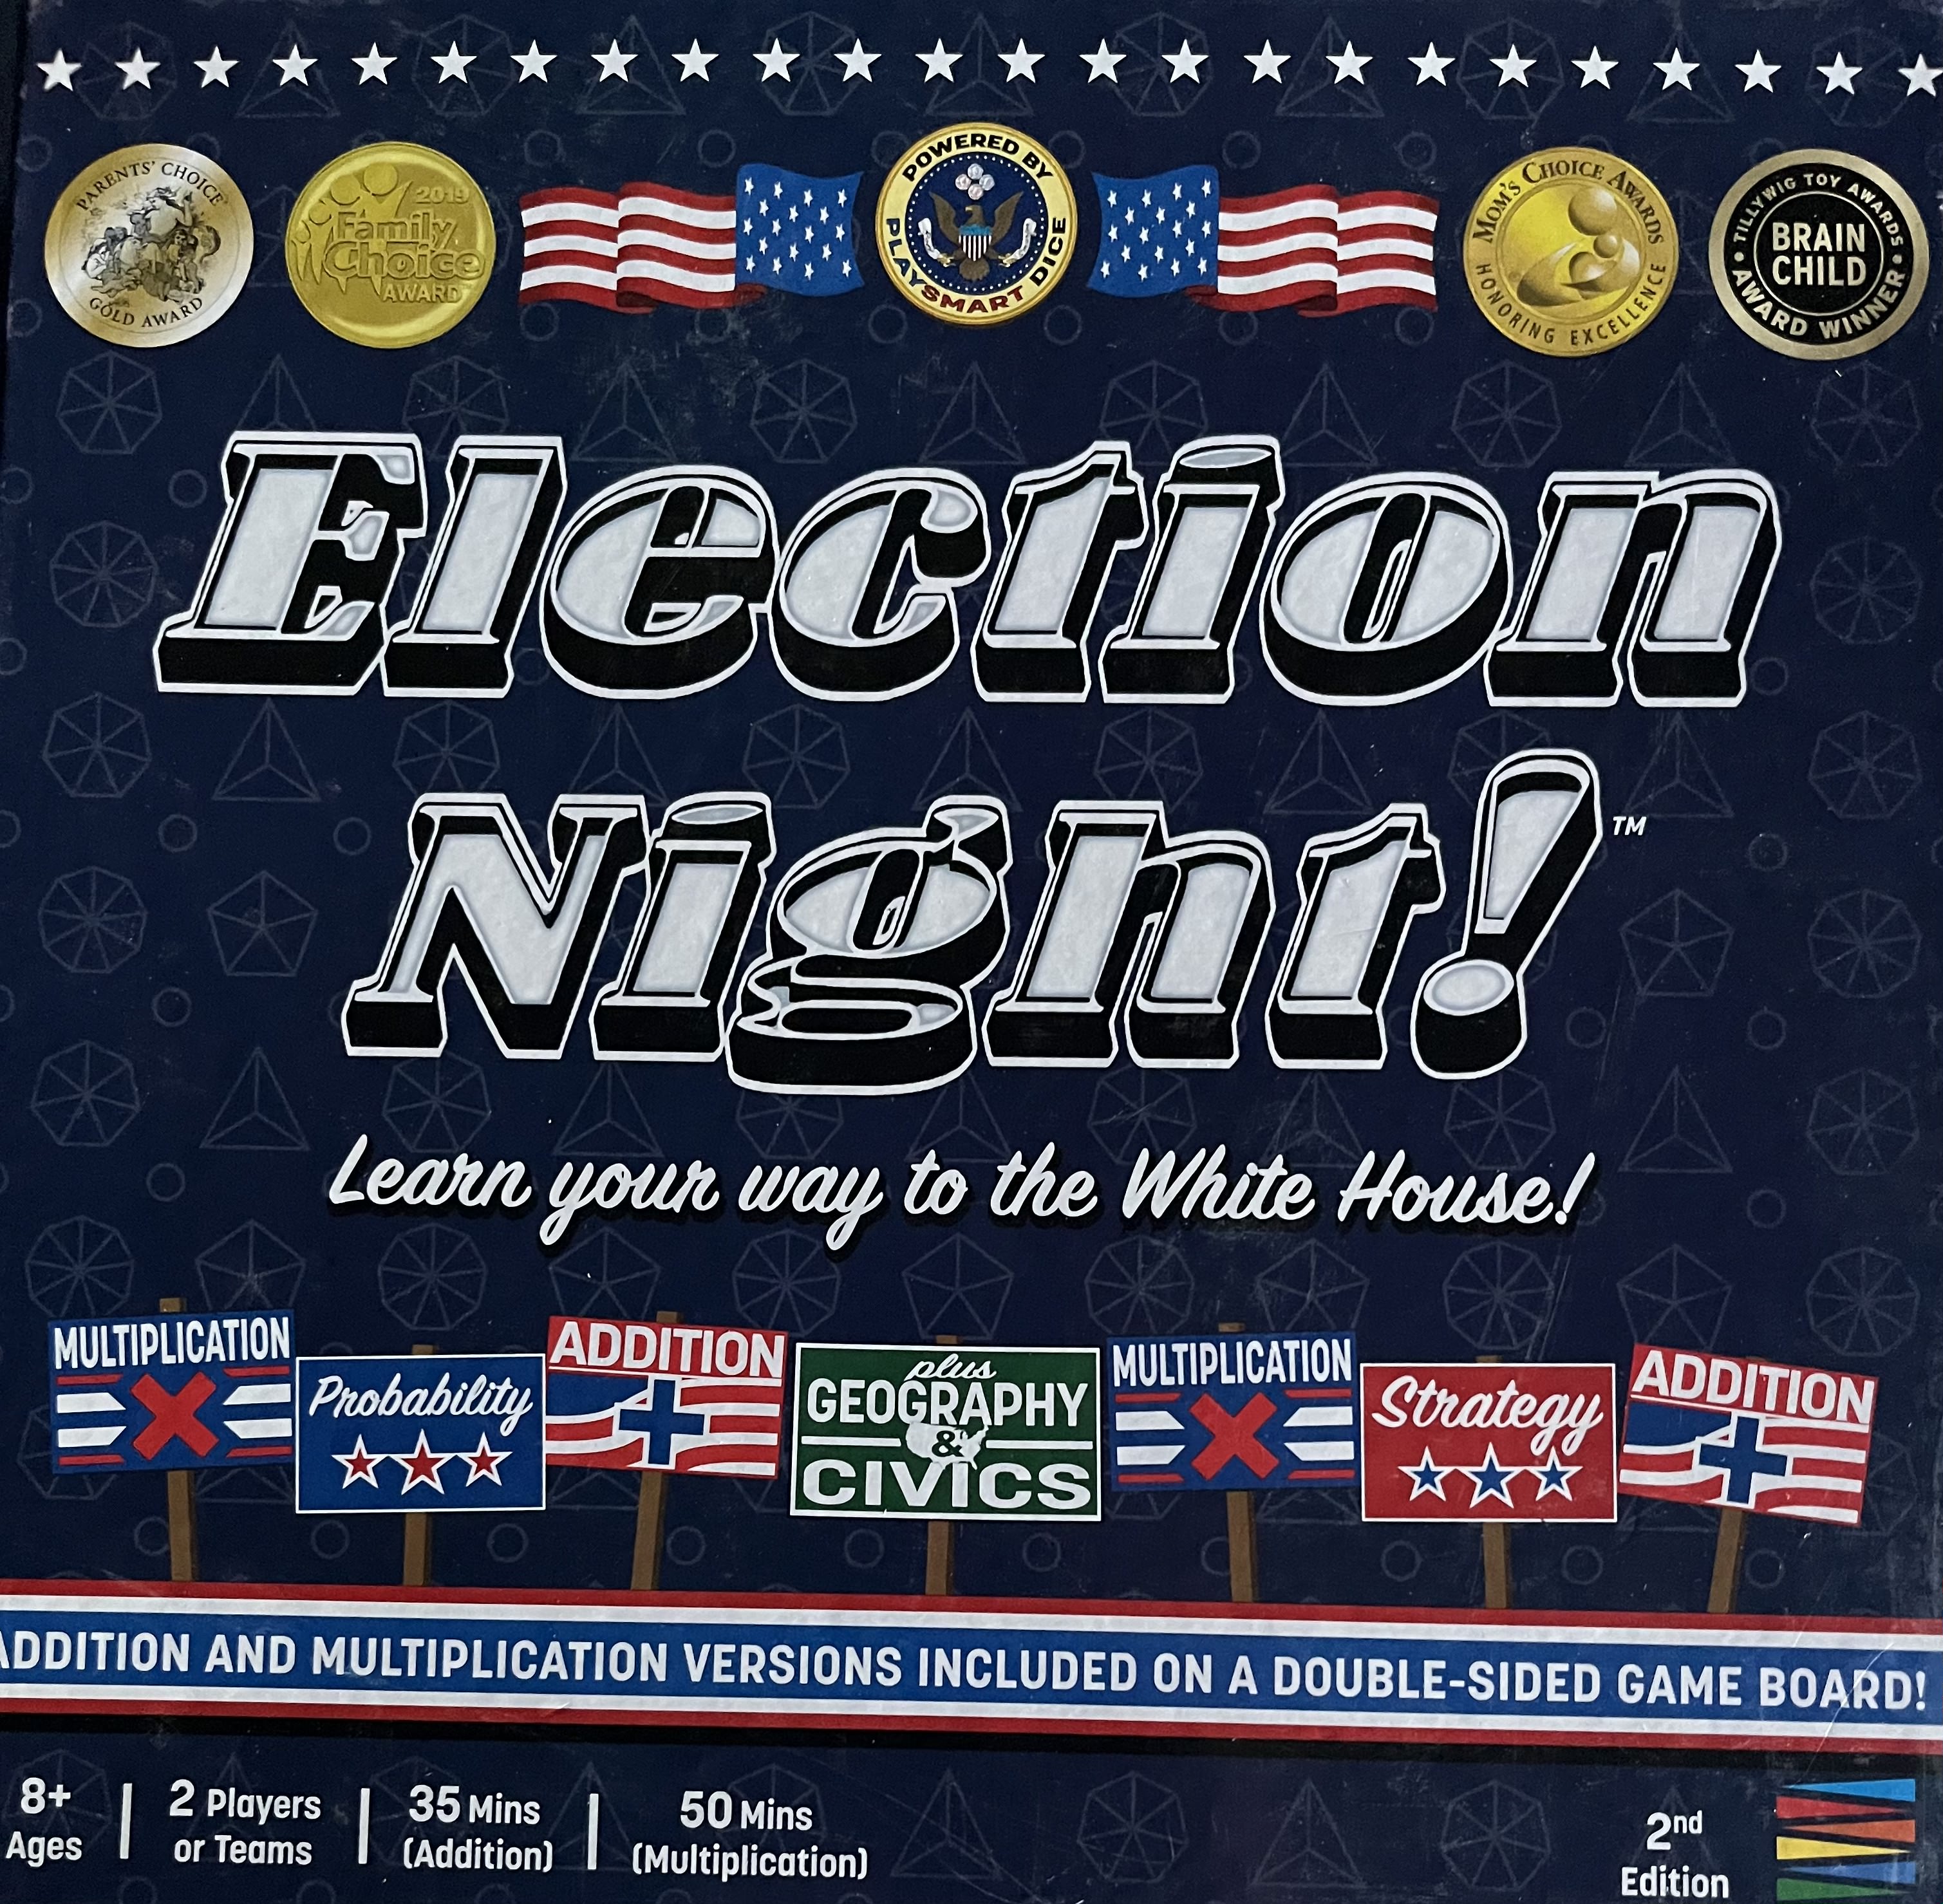 PARENTS' CHOICE
GOLD AWARD
2019
Family
Choice
AWARD
POWERED BY
PLAYSMART DICE
MOM'S CHOICE AWARDS
HONORING EXCELLENCE
TILLYWIG TOY AWARDS
BRAIN
CHILD
AWARD WINNER
Election
Night!™
Learn your way to the White House!
MULTIPLICATION
Probability
ADDITION
plus
GEOGRAPHY
&
CIVICS
MULTIPLICATION
Strategy
ADDITION
ADDITION AND MULTIPLICATION VERSIONS INCLUDED ON A DOUBLE-SIDED GAME BOARD!
8+ | 2 Players | 35 Mins | 50 Mins
Ages or Teams (Addition) (Multiplication)
2nd
Edition